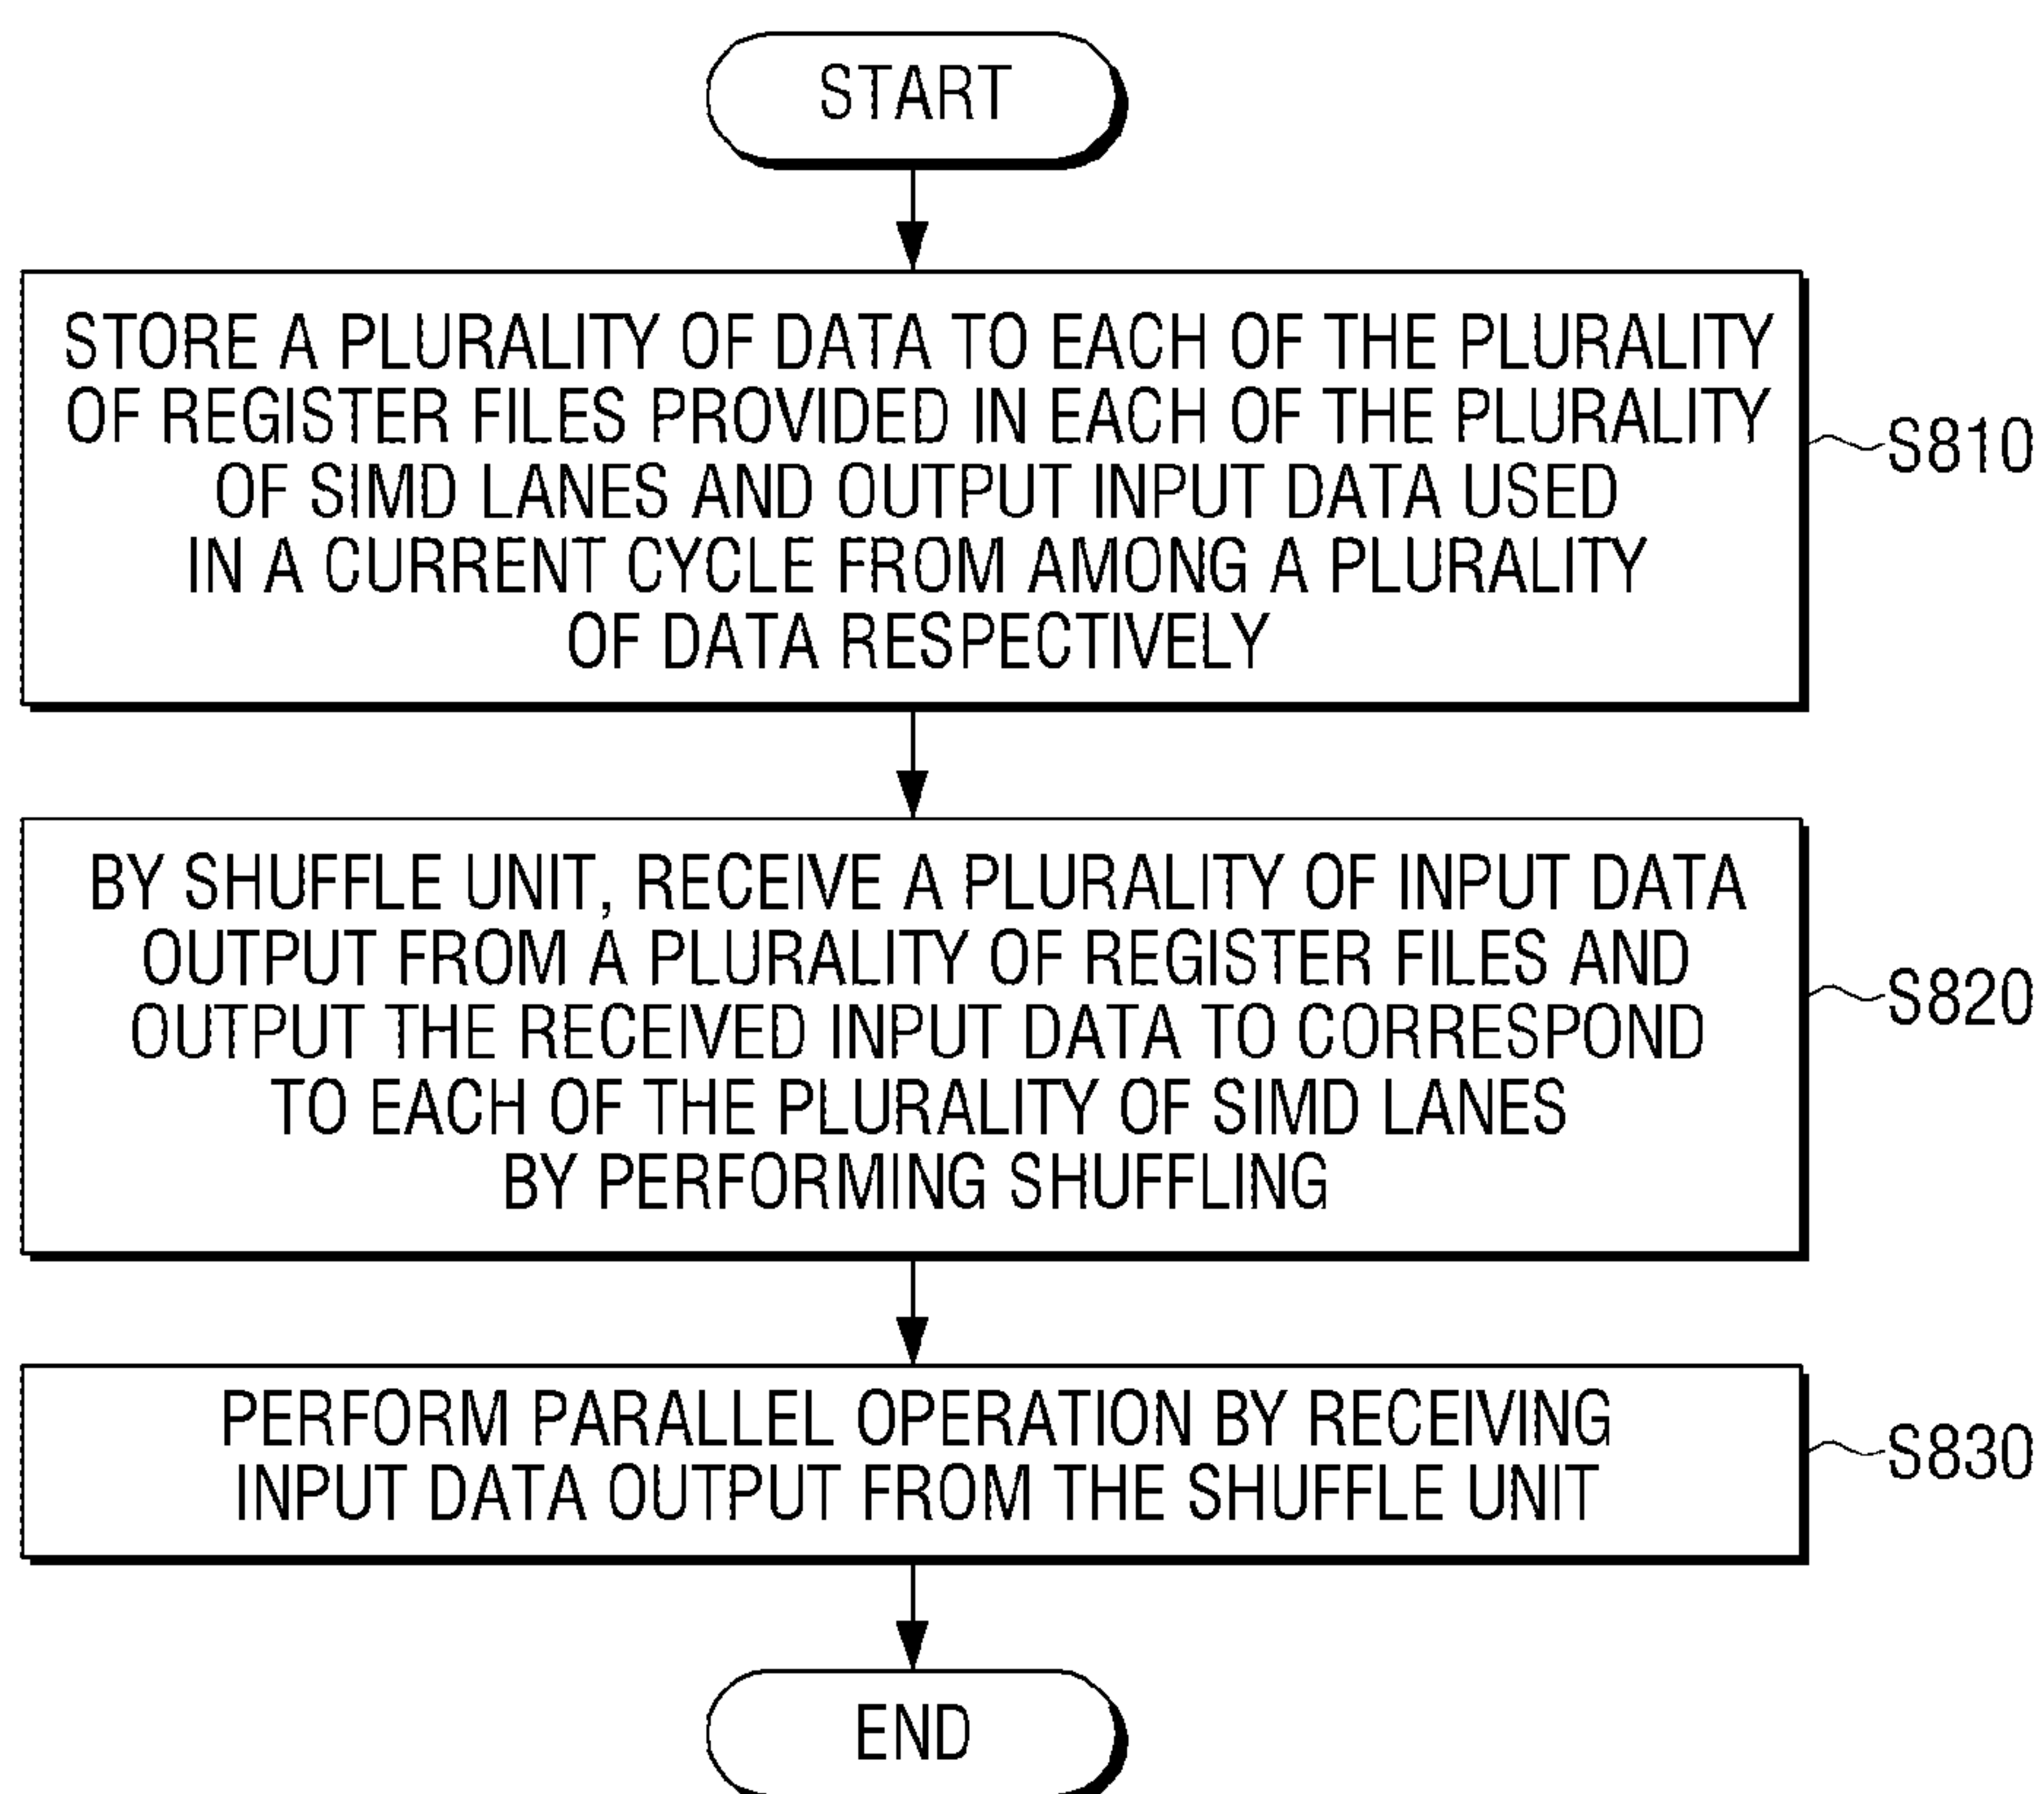 START
STORE A PLURALITY OF DATA TO EACH OF THE PLURALITY
OF REGISTER FILES PROVIDED IN EACH OF THE PLURALITY
OF SIMD LANES AND OUTPUT INPUT DATA USED
IN A CURRENT CYCLE FROM AMONG A PLURALITY
OF DATA RESPECTIVELY
S810
BY SHUFFLE UNIT, RECEIVE A PLURALITY OF INPUT DATA
OUTPUT FROM A PLURALITY OF REGISTER FILES AND
OUTPUT THE RECEIVED INPUT DATA TO CORRESPOND
TO EACH OF THE PLURALITY OF SIMD LANES
BY PERFORMING SHUFFLING
S820
PERFORM PARALLEL OPERATION BY RECEIVING
INPUT DATA OUTPUT FROM THE SHUFFLE UNIT
S830
END